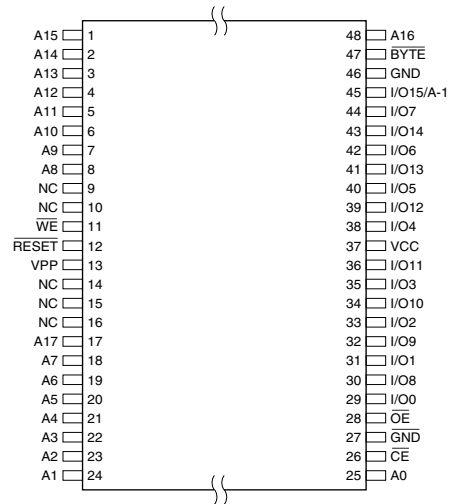 A15 1 48 A16
A14 2 47 BYTE
A13 3 46 GND
A12 4 45 I/O15/A-1
A11 5 44 I/O7
A10 6 43 I/O14
A9 7 42 I/O6
A8 8 41 I/O13
NC 9 40 I/O5
NC 10 39 I/O12
WE 11 38 I/O4
RESET 12 37 VCC
VPP 13 36 I/O11
NC 14 35 I/O3
NC 15 34 I/O10
NC 16 33 I/O2
A17 17 32 I/O9
A7 18 31 I/O1
A6 19 30 I/O8
A5 20 29 I/O0
A4 21 28 OE
A3 22 27 GND
A2 23 26 CE
A1 24 25 A0